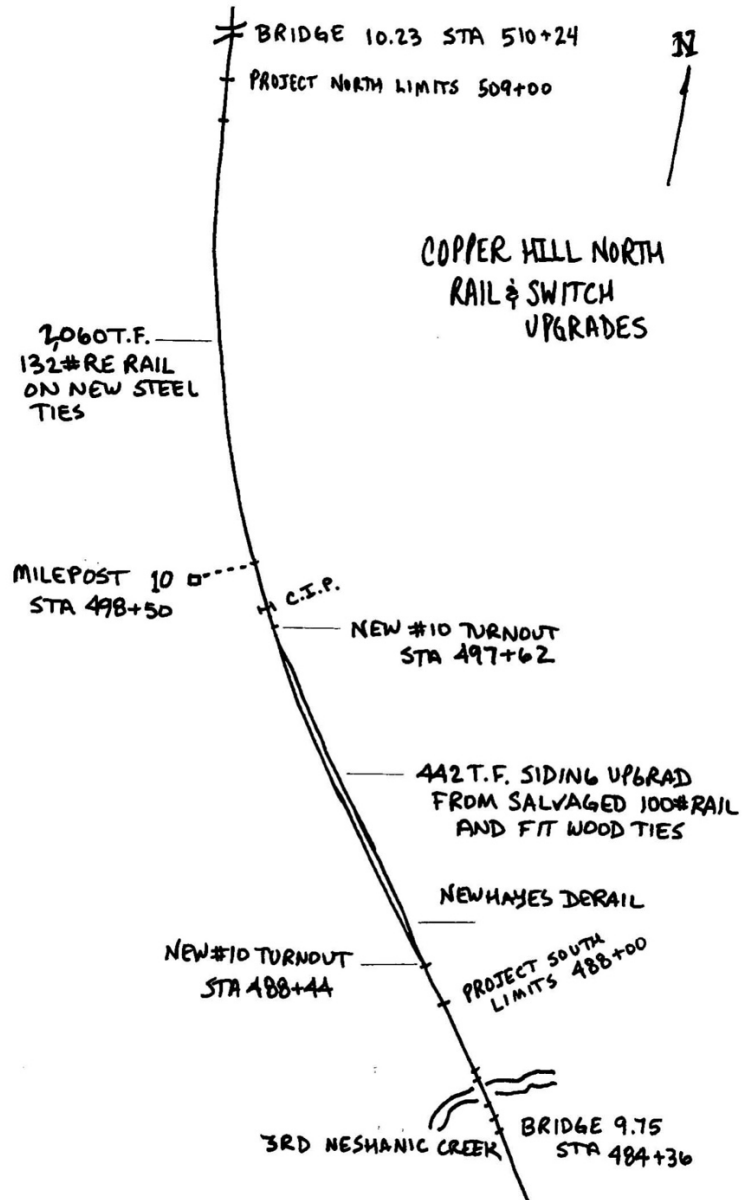 BRIDGE 10.23 STA 510+24
N
PROJECT NORTH LIMITS 509+00
COPPER HILL NORTH
RAIL & SWITCH
UPGRADES
2,060 T.F.
132# RE RAIL
ON NEW STEEL
TIES
MILEPOST 10
STA 498+50
C.I.P.
NEW #10 TURNOUT
STA 497+62
442 T.F. SIDING UPGRAD
FROM SALVAGED 100# RAIL
AND FIT WOOD TIES
NEW HAYES DERAIL
NEW #10 TURNOUT
STA 488+44
PROJECT SOUTH
LIMITS 488+00
3RD NESHANIC CREEK
BRIDGE 9.75
STA 484+36